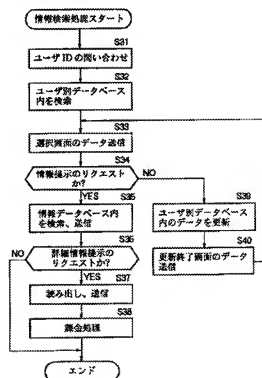 情報検索処理スタート
S31
ユーザIDの問い合わせ
S32
ユーザ別データベース
内を検索
S33
選択画面のデータ送信
S34
情報提示のリクエスト
か?
NO
YES
S35
情報データベース内
を検索、送信
S36
NO
詳細情報提示の
リクエストか?
YES
S37
読み出し、送信
S38
課金処理
エンド
S39
ユーザ別データベース
内のデータを更新
S40
更新終了画面のデータ
送信